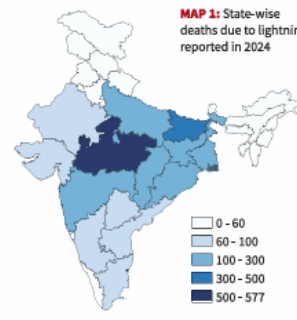 MAP 1: State-wise
deaths due to lightnin
reported in 2024
0 - 60
60 - 100
100 - 300
300 - 500
500 - 577